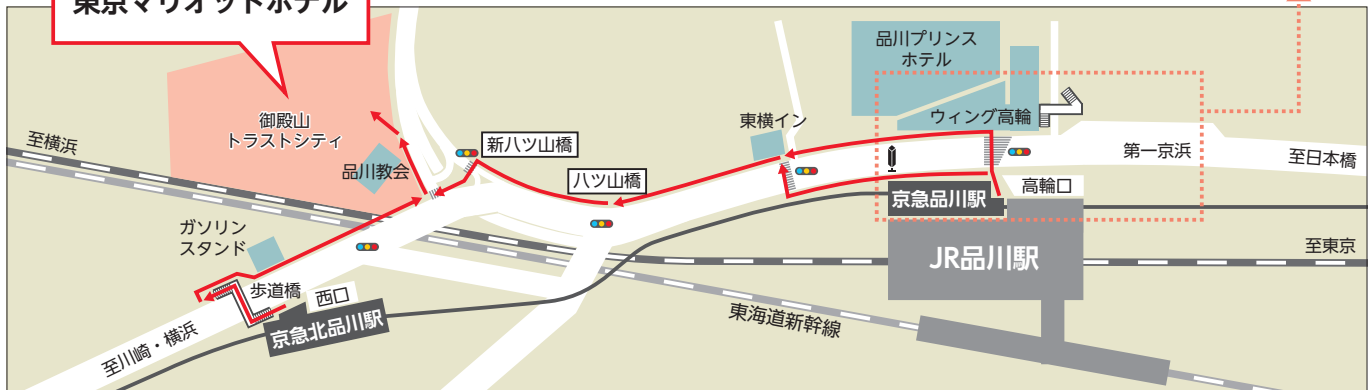 東京マリオットホテル
品川プリンス
ホテル
ウィング高輪
東横イン
御殿山
トラストシティ
至横浜
新八ツ山橋
品川教会
八ツ山橋
第一京浜
至日本橋
高輪口
京急品川駅
ガソリン
スタンド
JR品川駅
至東京
歩道橋
西口
京急北品川駅
東海道新幹線
至川崎・横浜